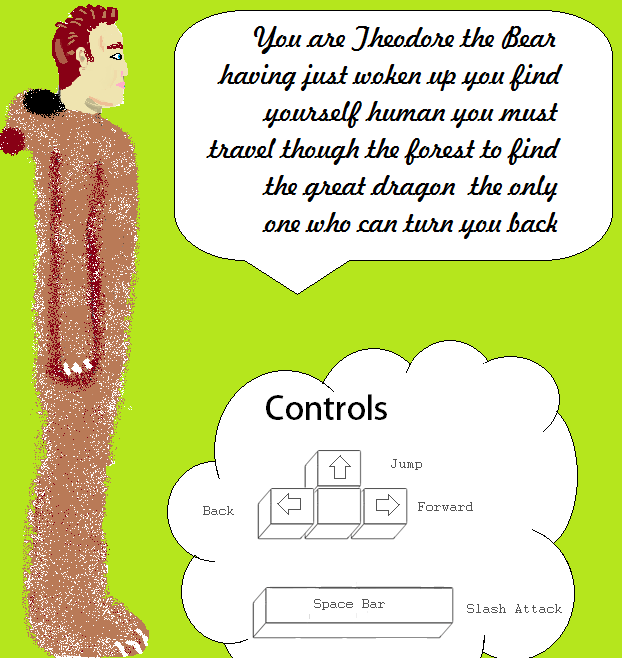 You are Theodore the Bear
having just woken up you find
yourself human you must
travel though the forest to find
the great dragon the only
one who can turn you back
Controls
Jump
Back
Forward
Space Bar
Slash Attack